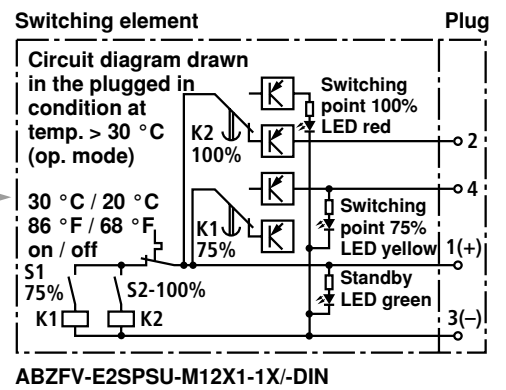 Switching element
Plug
Circuit diagram drawn
in the plugged in
condition at
temp. > 30 °C
(op. mode)
30 °C / 20 °C
86 °F / 68 °F
on / off
K2
100%
K1
75%
Switching
point 100%
LED red
2
4
Switching
point 75%
LED yellow
1(+)
Standby
LED green
3(–)
S1
75%
S2-100%
K1
K2
ABZFV-E2SPSU-M12X1-1X/-DIN